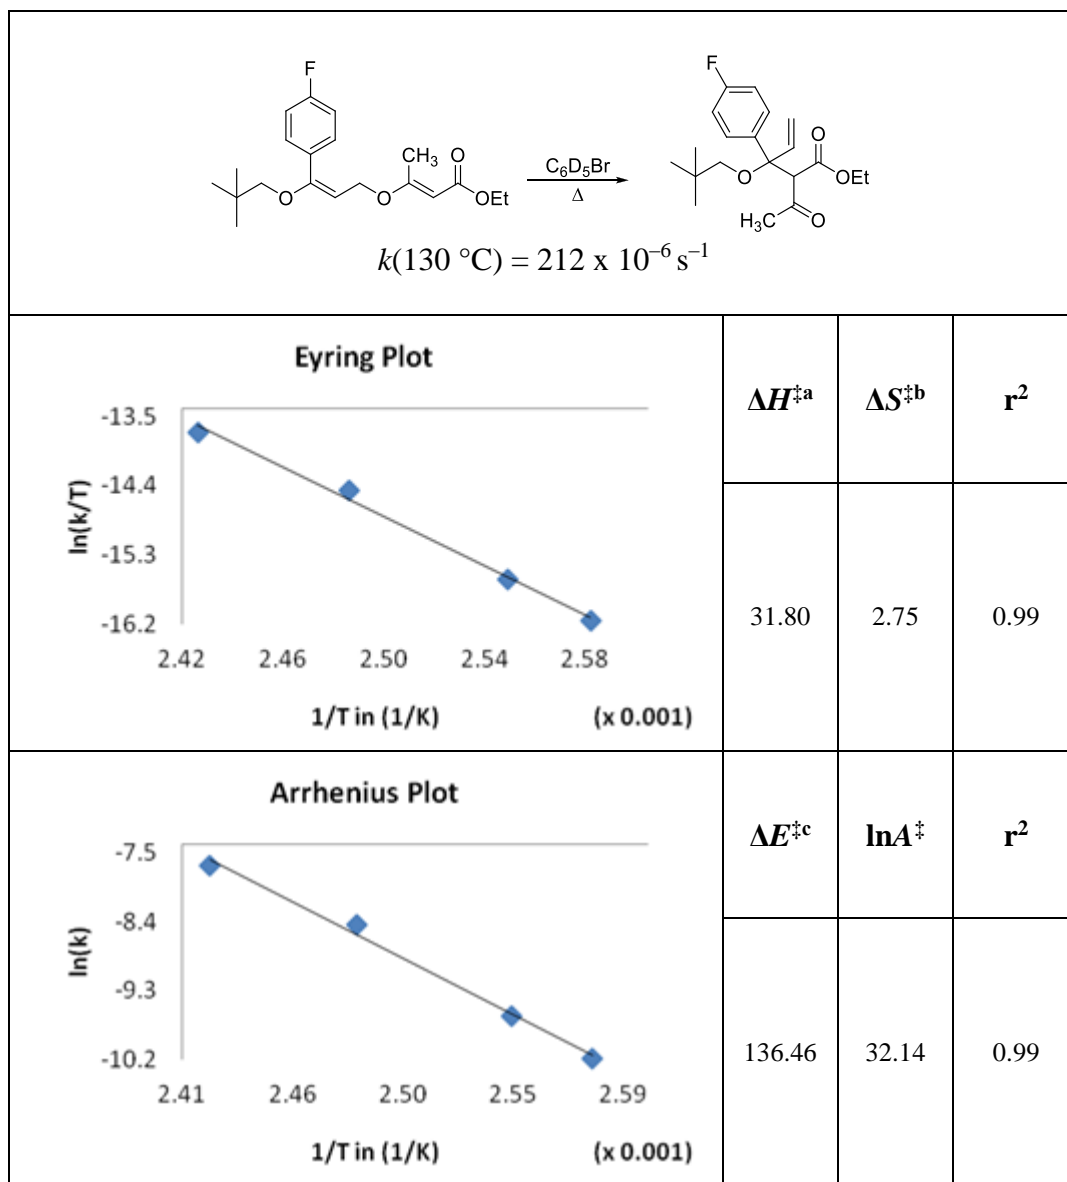 F
CH₃ O
O O OEt
C₆D₅Br
Δ
F
O
O OEt
H₃C O
k(130 °C) = 212 x 10⁻⁶ s⁻¹
Eyring Plot
-13.5
-14.4
-15.3
-16.2
ln(k/T)
2.42 2.46 2.50 2.54 2.58
1/T in (1/K) (x 0.001)
ΔH‡a ΔS‡b r²
31.80 2.75 0.99
Arrhenius Plot
-7.5
-8.4
-9.3
-10.2
ln(k)
2.41 2.46 2.50 2.55 2.59
1/T in (1/K) (x 0.001)
ΔE‡c lnA‡ r²
136.46 32.14 0.99